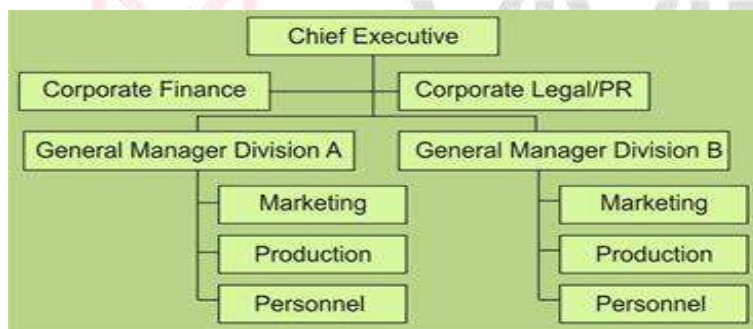 Chief Executive
Corporate Finance
Corporate Legal/PR
General Manager Division A
General Manager Division B
Marketing
Marketing
Production
Production
Personnel
Personnel